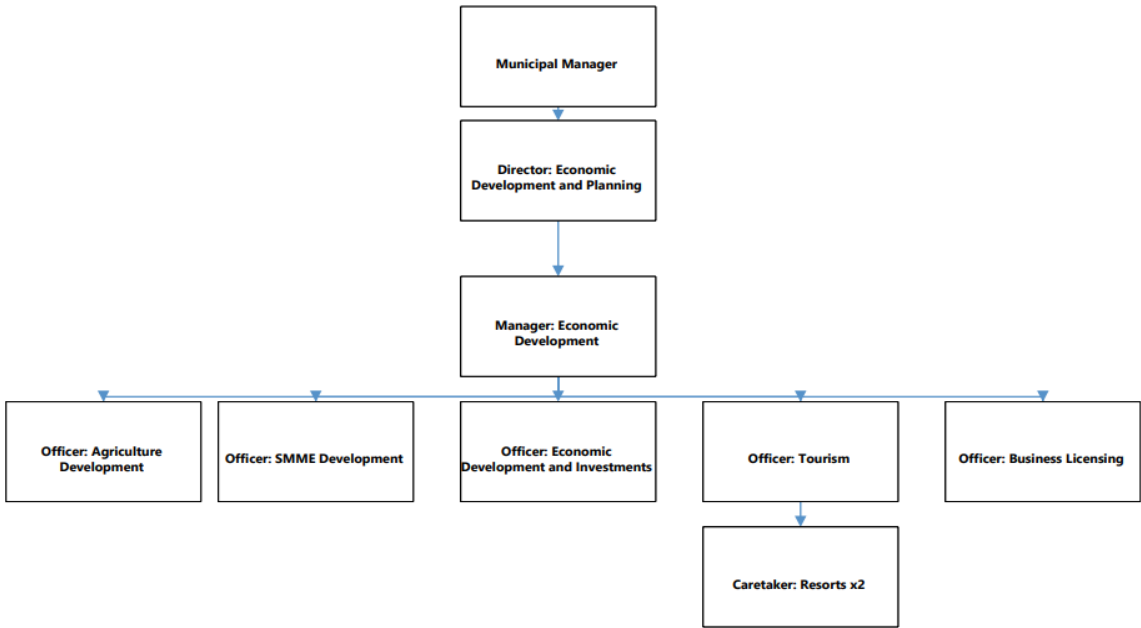 Municipal Manager
Director: Economic
Development and Planning
Manager: Economic
Development
Officer: Agriculture
Development
Officer: SMME Development
Officer: Economic
Development and Investments
Officer: Tourism
Officer: Business Licensing
Caretaker: Resorts x2